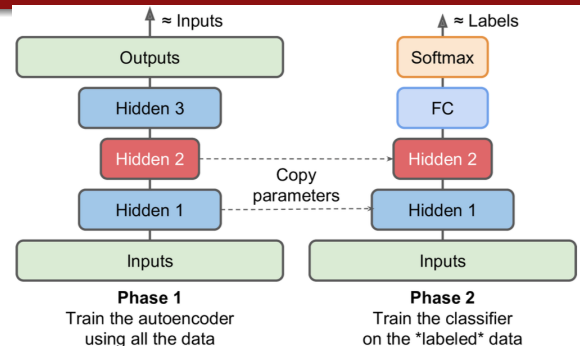 ≈ Inputs
Outputs
Hidden 3
Hidden 2
Hidden 1
Inputs
Phase 1
Train the autoencoder
using all the data
Copy
parameters
≈ Labels
Softmax
FC
Hidden 2
Hidden 1
Inputs
Phase 2
Train the classifier
on the *labeled* data